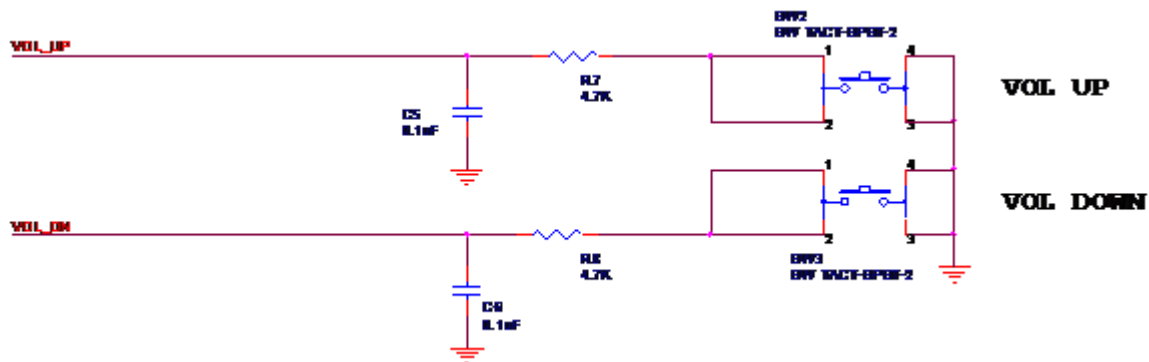 SW2
SW TACT-SPST-2
VOL_UP
1
4
R7
4.7K
VOL UP
C5
0.1uF
2
3
1
4
VOL DOWN
VOL_DN
2
3
R8
4.7K
SW3
SW TACT-SPST-2
C6
0.1uF